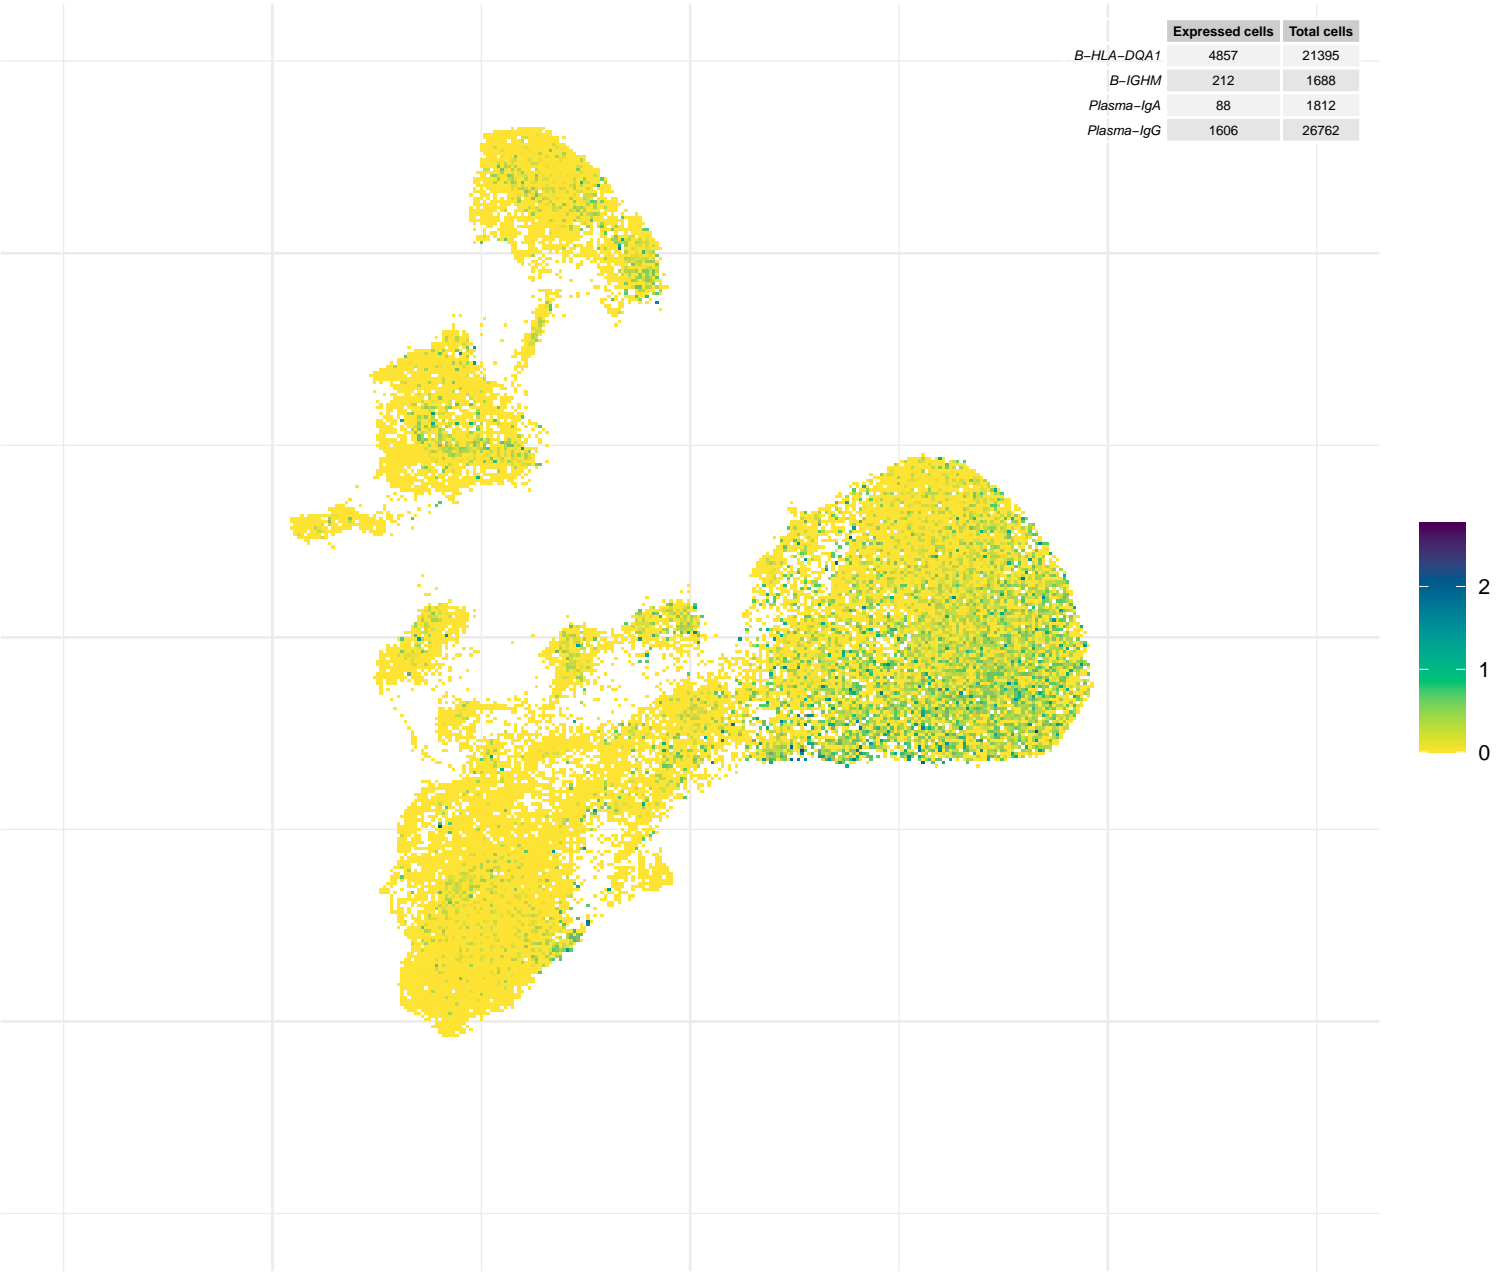 Expressed cells Total cells
B−HLA−DQA1 4857 21395
B−IGHM 212 1688
Plasma−IgA 88 1812
Plasma−IgG 1606 26762
2
1
0